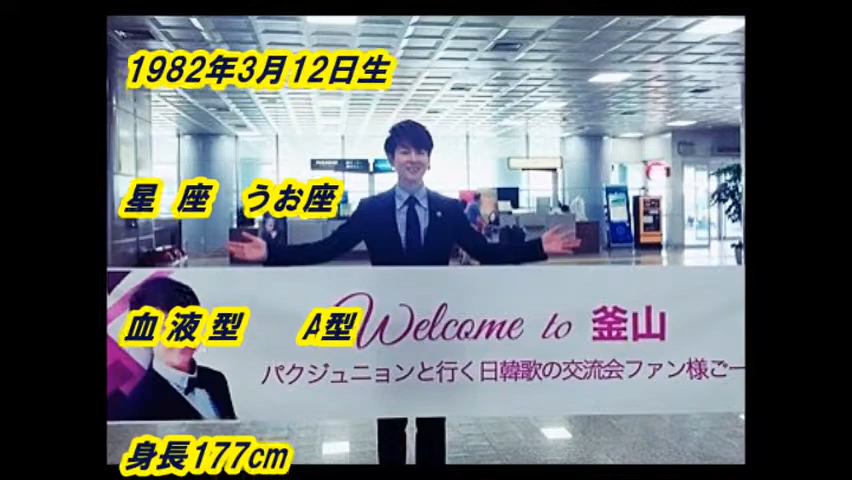 1982年3月12日生
星 座　うお座
血液型　A型
Welcome to 釜山
パクジュニョンと行く日韓歌の交流会ファン様ご一
身長177cm